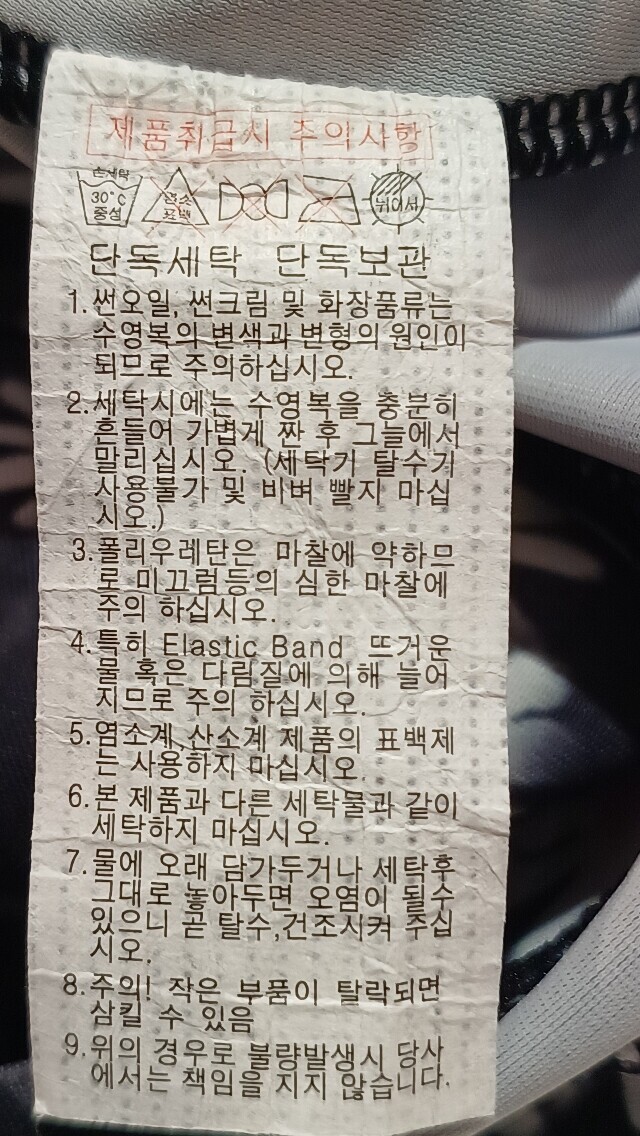 제품취급시 주의사항
손세탁
30°C
중성
염소
표백
뉘어서
단독세탁 단독보관
1.썬오일, 썬크림 및 화장품류는
수영복의 변색과 변형의 원인이
되므로 주의하십시오.
2.세탁시에는 수영복을 충분히
흔들어 가볍게 짠 후 그늘에서
말리십시오. (세탁기 탈수기
사용불가 및 비벼 빨지 마십
시오.)
3.폴리우레탄은 마찰에 약하므
로 미끄럼등의 심한 마찰에
주의 하십시오.
4.특히 Elastic Band 뜨거운
물 혹은 다림질에 의해 늘어
지므로 주의 하십시오.
5.염소계,산소계 제품의 표백제
는 사용하지 마십시오.
6.본 제품과 다른 세탁물과 같이
세탁하지 마십시오.
7.물에 오래 담가두거나 세탁후
그대로 놓아두면 오염이 될수
있으니 곧 탈수,건조시켜 주십
시오.
8.주의! 작은 부품이 탈락되면
삼킬 수 있음
9.위의 경우로 불량발생시 당사
에서는 책임을 지지 않습니다.